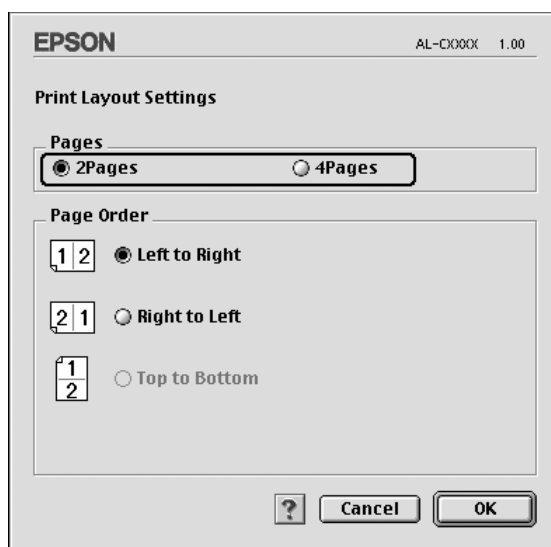 EPSON AL-CXXXX 1.00
Print Layout Settings
Pages
2Pages 4Pages
Page Order
1 2 Left to Right
2 1 Right to Left
1
2 Top to Bottom
? Cancel OK